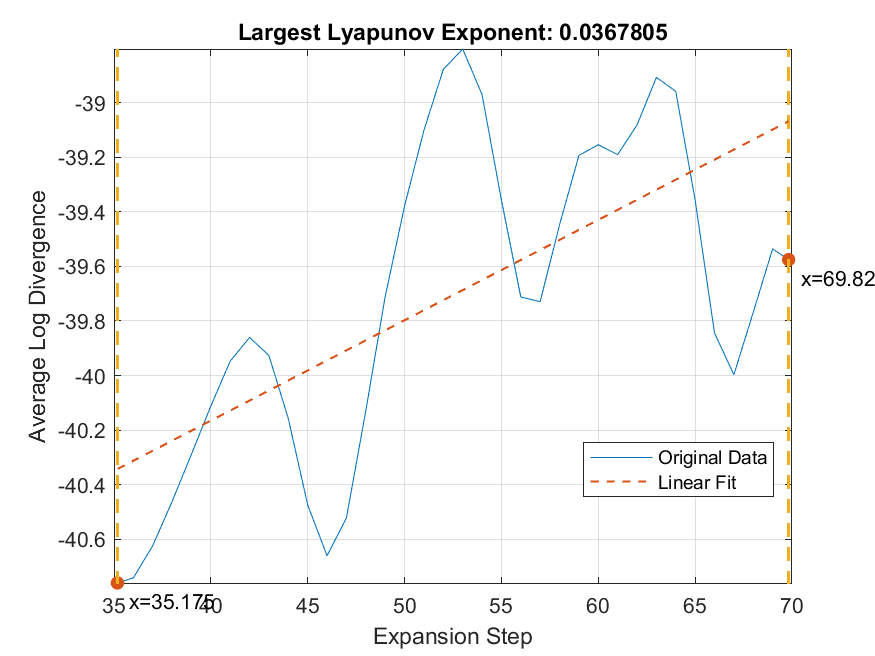 Largest Lyapunov Exponent: 0.0367805
Average Log Divergence
-39
-39.2
-39.4
-39.6
-39.8
-40
-40.2
-40.4
-40.6
x=69.82
Original Data
Linear Fit
x=35.175
35 40 45 50 55 60 65 70
Expansion Step